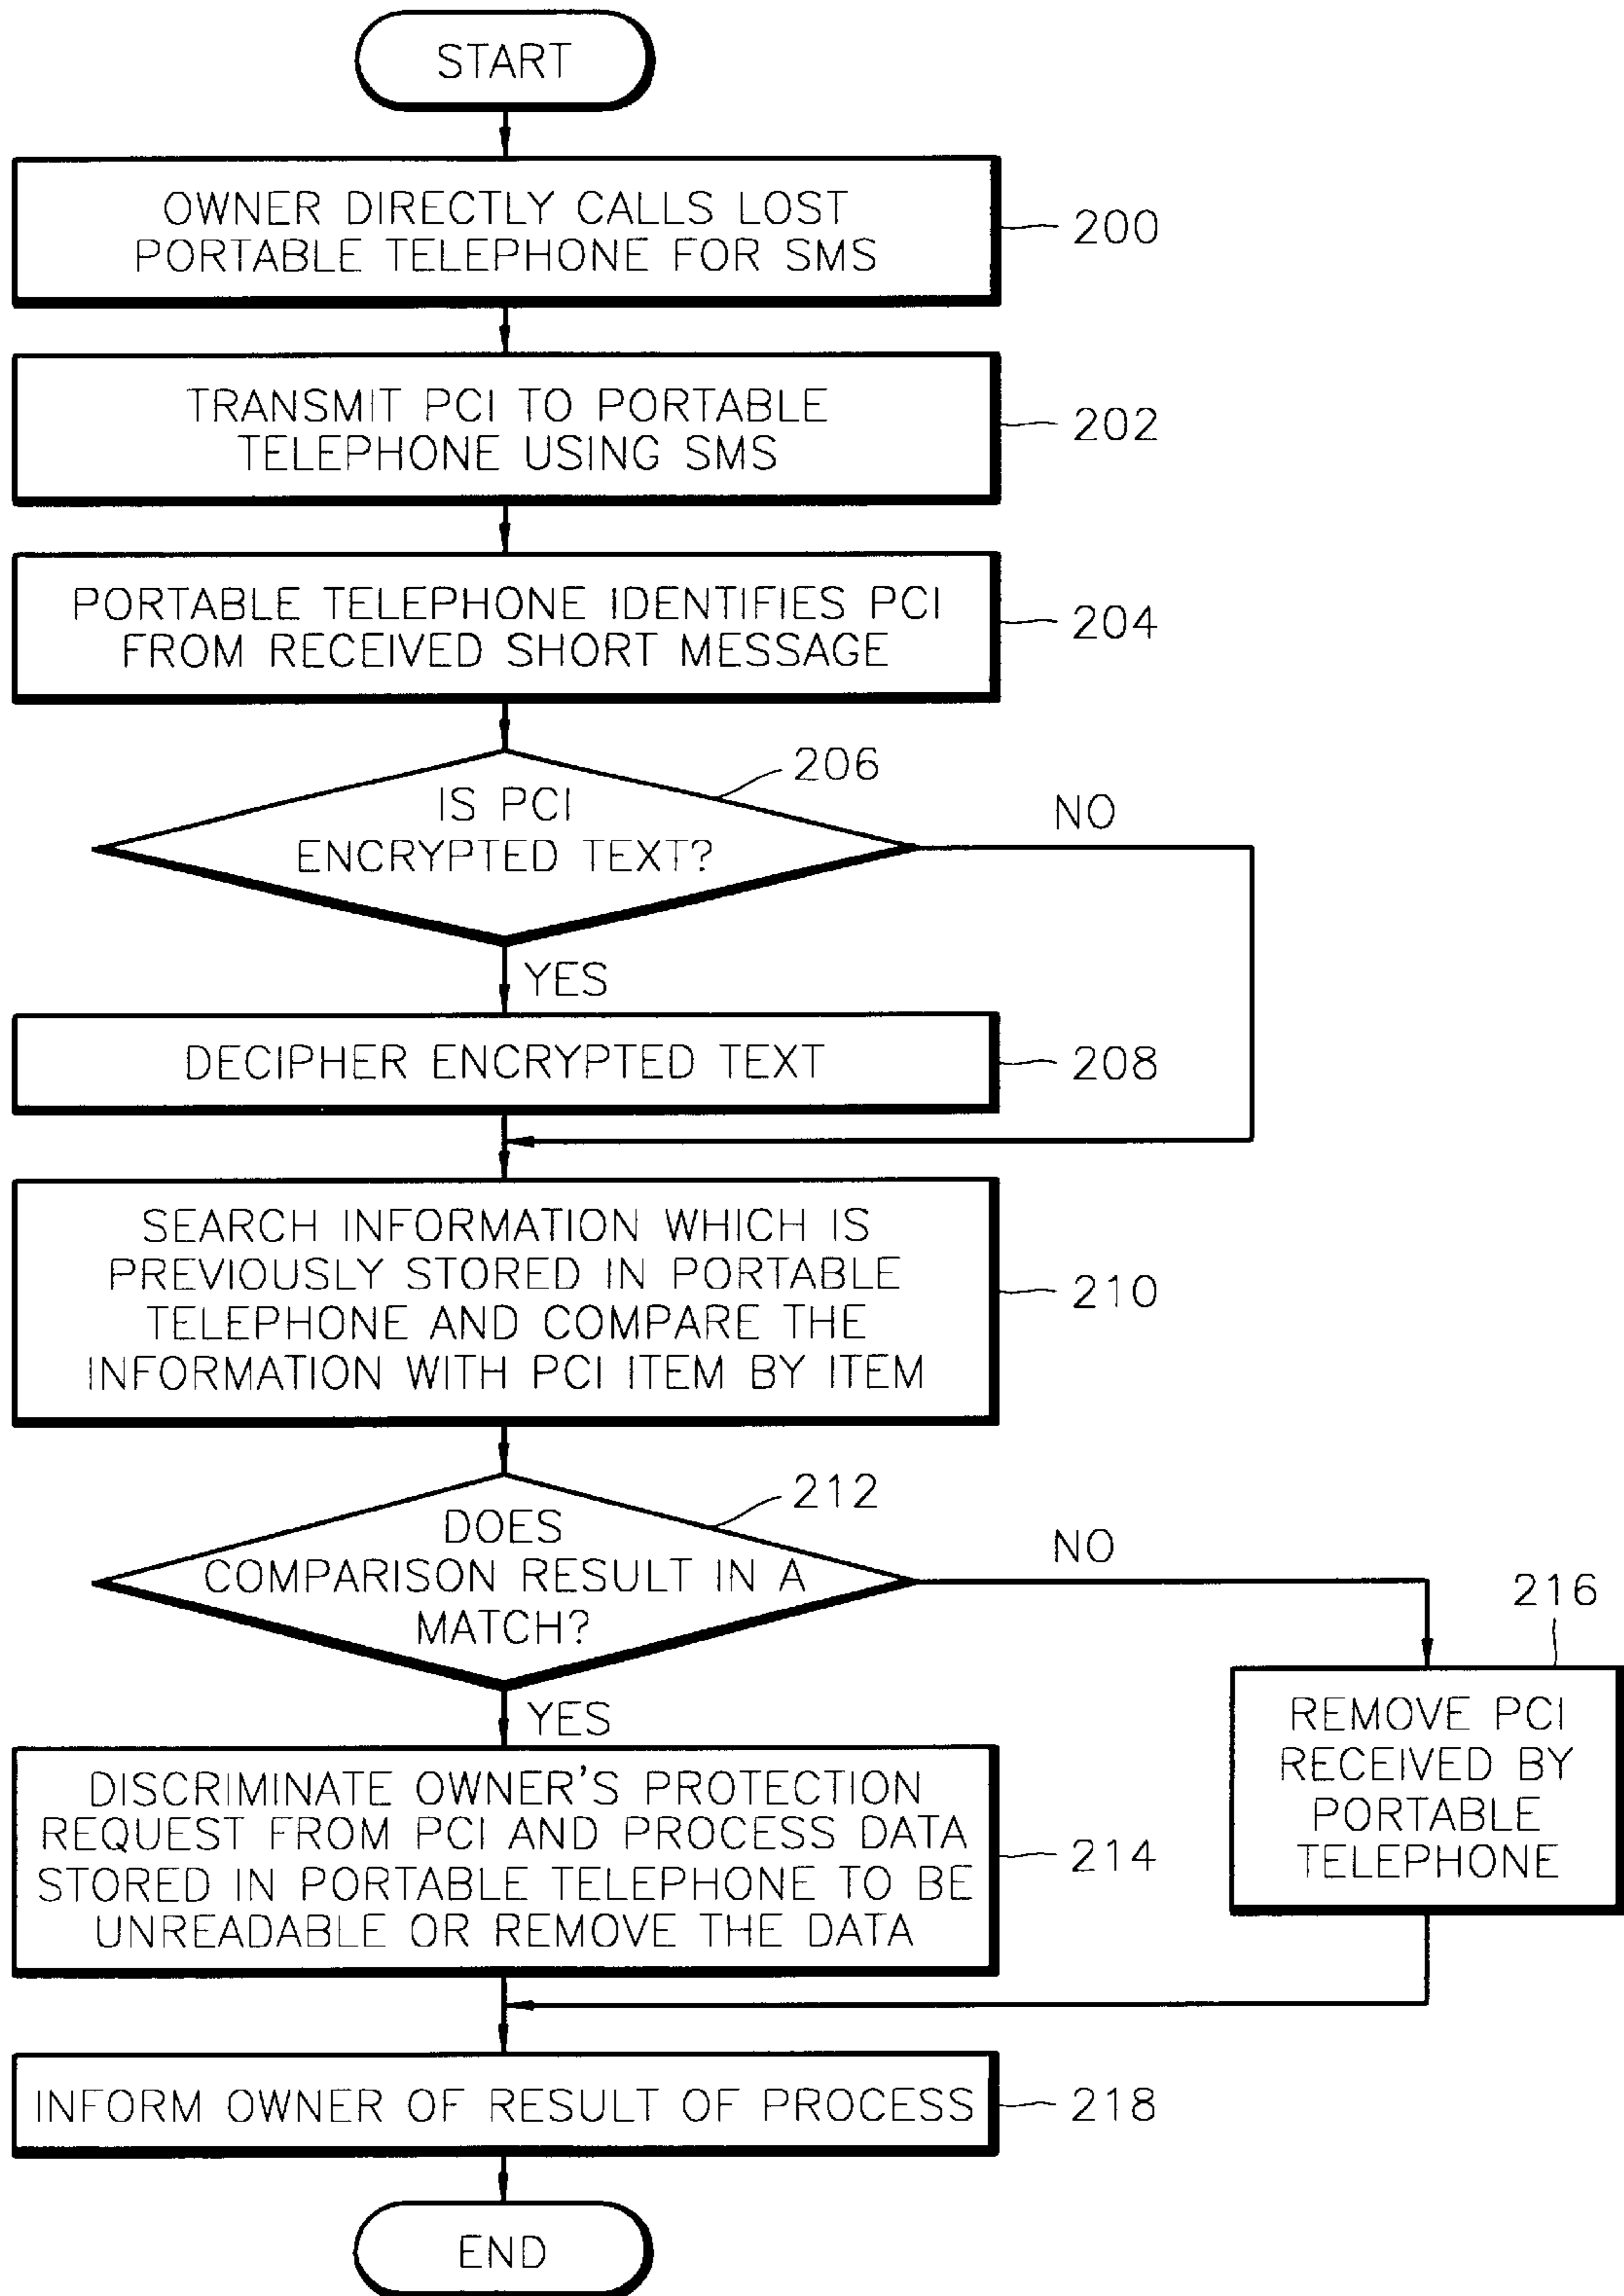 START
OWNER DIRECTLY CALLS LOST
PORTABLE TELEPHONE FOR SMS
200
TRANSMIT PCI TO PORTABLE
TELEPHONE USING SMS
202
PORTABLE TELEPHONE IDENTIFIES PCI
FROM RECEIVED SHORT MESSAGE
204
206
IS PCI
ENCRYPTED TEXT?
NO
YES
DECIPHER ENCRYPTED TEXT
208
SEARCH INFORMATION WHICH IS
PREVIOUSLY STORED IN PORTABLE
TELEPHONE AND COMPARE THE
INFORMATION WITH PCI ITEM BY ITEM
210
212
DOES
COMPARISON RESULT IN A
MATCH?
NO
216
REMOVE PCI
RECEIVED BY
PORTABLE
TELEPHONE
YES
DISCRIMINATE OWNER'S PROTECTION
REQUEST FROM PCI AND PROCESS DATA
STORED IN PORTABLE TELEPHONE TO BE
UNREADABLE OR REMOVE THE DATA
214
INFORM OWNER OF RESULT OF PROCESS
218
END